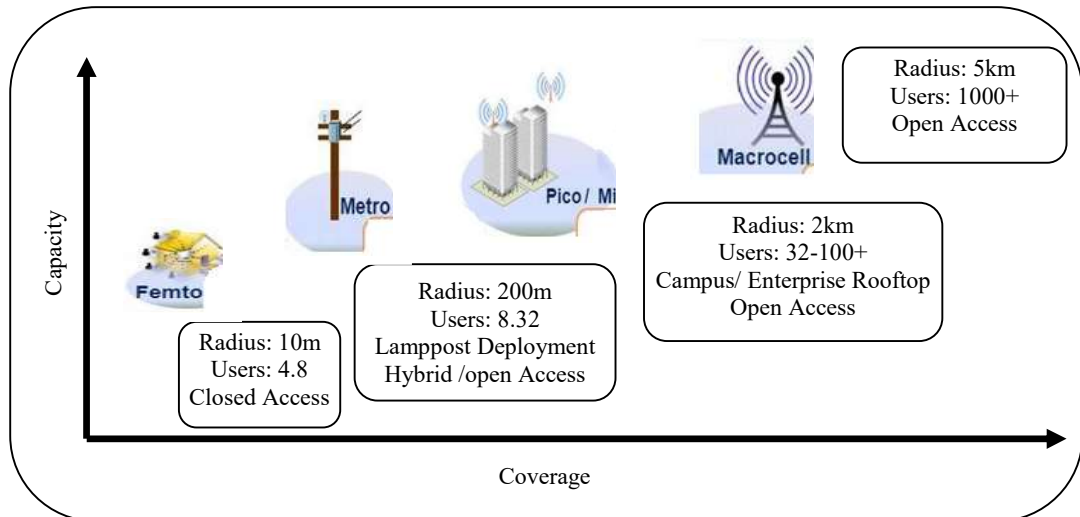 Capacity
Femto
Radius: 10m
Users: 4.8
Closed Access
Metro
Radius: 200m
Users: 8.32
Lamppost Deployment
Hybrid /open Access
Pico / Mi
Radius: 2km
Users: 32-100+
Campus/ Enterprise Rooftop
Open Access
Macrocell
Radius: 5km
Users: 1000+
Open Access
Coverage